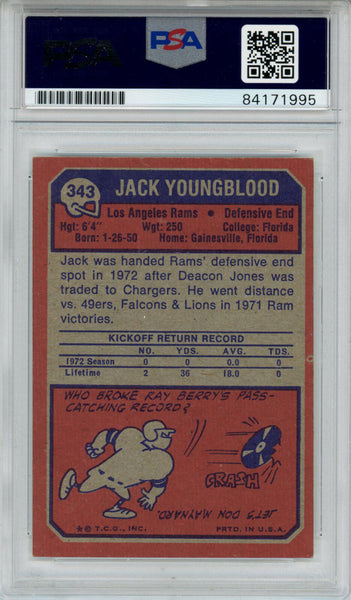 PSA
PSA
84171995
343
JACK YOUNGBLOOD
Los Angeles Rams • Defensive End
Hgt: 6'4" Wgt: 250 College: Florida
Born: 1-26-50 Home: Gainesville, Florida
Jack was handed Rams' defensive end
spot in 1972 after Deacon Jones was
traded to Chargers. He went distance
vs. 49ers, Falcons & Lions in 1971 Ram
victories.
KICKOFF RETURN RECORD
NO. YDS. AVG. TDS.
1972 Season 0 0 0.0 0
Lifetime 2 36 18.0 0
WHO BROKE RAY BERRY'S PASS-
CATCHING RECORD?
CRASH
JETS' DON MAYNARD.
* © T.C.G., INC. PRTD. IN U.S.A.